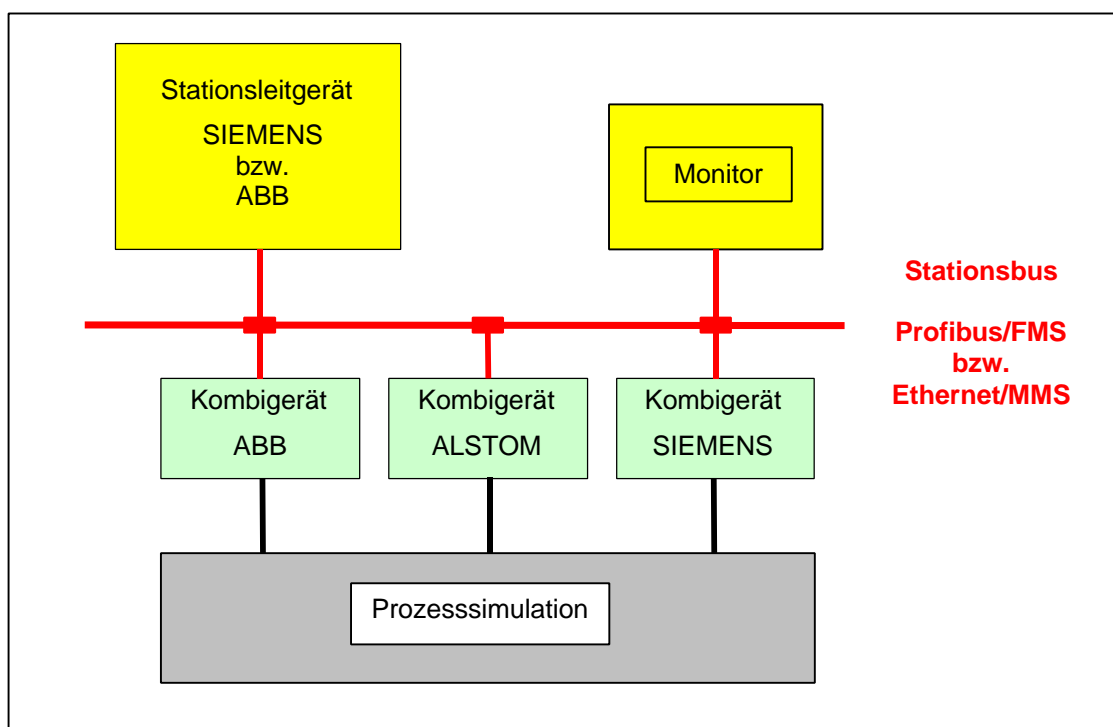 Stationsleitgerät
SIEMENS
bzw.
ABB
Monitor
Stationsbus
Profibus/FMS
bzw.
Ethernet/MMS
Kombigerät
ABB
Kombigerät
ALSTOM
Kombigerät
SIEMENS
Prozesssimulation